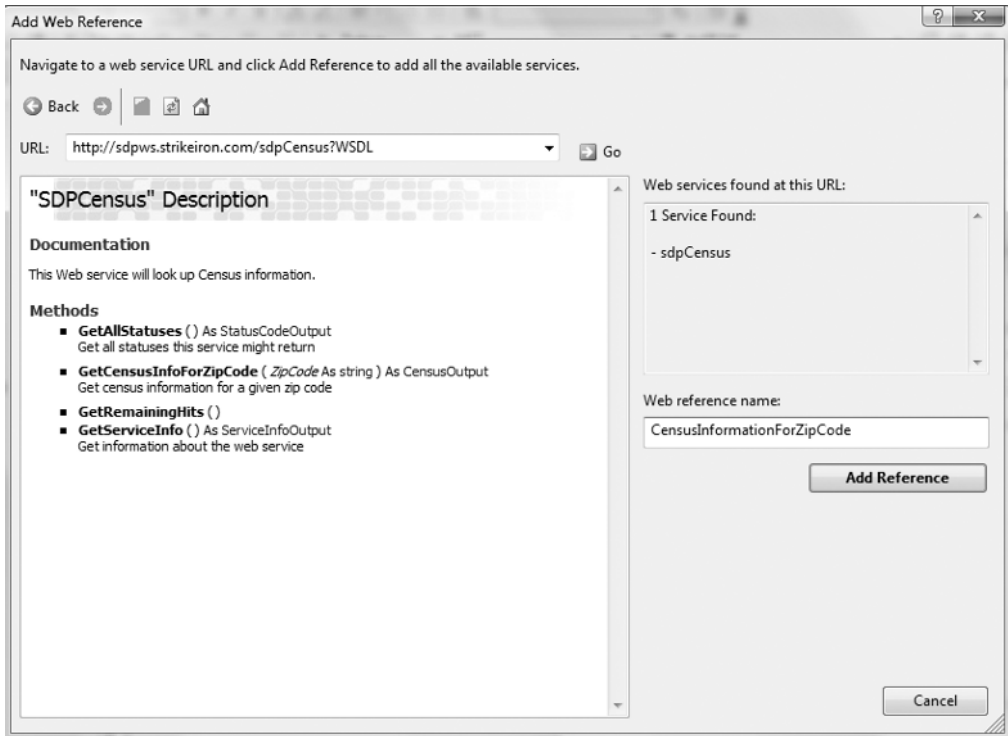 Add Web Reference
Navigate to a web service URL and click Add Reference to add all the available services.
Back
URL: http://sdpws.strikeiron.com/sdpCensus?WSDL Go
"SDPCensus" Description
Documentation
This Web service will look up Census information.
Methods
GetAllStatuses ( ) As StatusCodeOutput
Get all statuses this service might return
GetCensusInfoForZipCode ( ZipCode As string ) As CensusOutput
Get census information for a given zip code
GetRemainingHits ( )
GetServiceInfo ( ) As ServiceInfoOutput
Get information about the web service
Web services found at this URL:
1 Service Found:
- sdpCensus
Web reference name:
CensusInformationForZipCode
Add Reference
Cancel